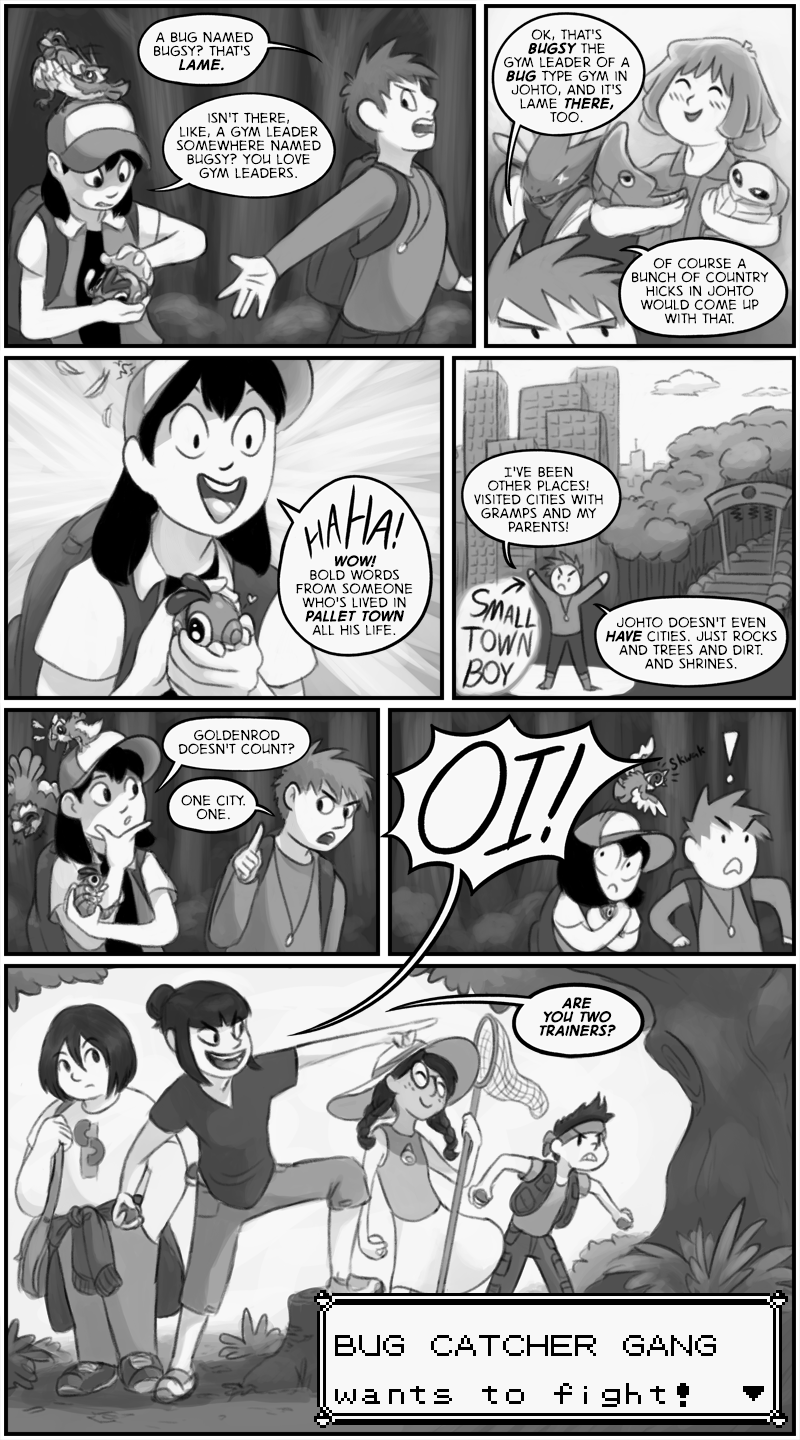 A BUG NAMED
BUGSY? THAT'S
LAME.
ISN'T THERE,
LIKE, A GYM LEADER
SOMEWHERE NAMED
BUGSY? YOU LOVE
GYM LEADERS.
OK, THAT'S
BUGSY THE
GYM LEADER OF A
BUG TYPE GYM IN
JOHTO, AND IT'S
LAME THERE,
TOO.
OF COURSE A
BUNCH OF COUNTRY
HICKS IN JOHTO
WOULD COME UP
WITH THAT.
HAHA!
WOW!
BOLD WORDS
FROM SOMEONE
WHO'S LIVED IN
PALLET TOWN
ALL HIS LIFE.
I'VE BEEN
OTHER PLACES!
VISITED CITIES WITH
GRAMPS AND MY
PARENTS!
SMALL
TOWN
BOY
JOHTO DOESN'T EVEN
HAVE CITIES. JUST ROCKS
AND TREES AND DIRT.
AND SHRINES.
GOLDENROD
DOESN'T COUNT?
ONE CITY.
ONE.
OI!
Skwak
!
ARE
YOU TWO
TRAINERS?
BUG CATCHER GANG
wants to fight!